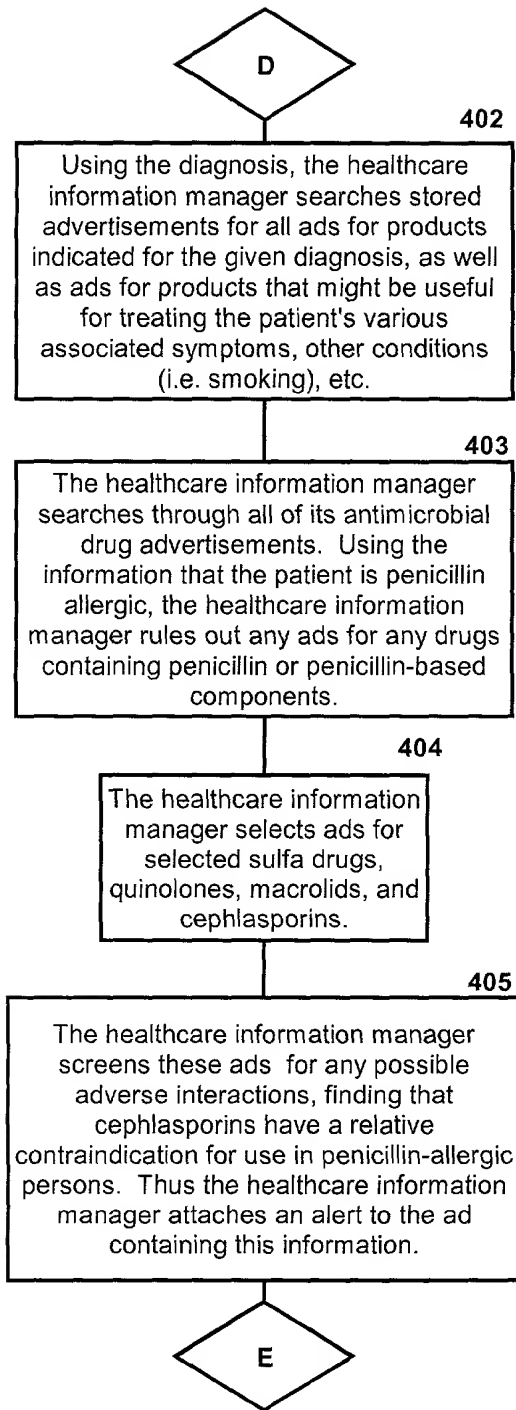 D
402
Using the diagnosis, the healthcare
information manager searches stored
advertisements for all ads for products
indicated for the given diagnosis, as well
as ads for products that might be useful
for treating the patient's various
associated symptoms, other conditions
(i.e. smoking), etc.
403
The healthcare information manager
searches through all of its antimicrobial
drug advertisements. Using the
information that the patient is penicillin
allergic, the healthcare information
manager rules out any ads for any drugs
containing penicillin or penicillin-based
components.
404
The healthcare information
manager selects ads for
selected sulfa drugs,
quinolones, macrolids, and
cephlasporins.
405
The healthcare information manager
screens these ads for any possible
adverse interactions, finding that
cephlasporins have a relative
contraindication for use in penicillin-allergic
persons. Thus the healthcare information
manager attaches an alert to the ad
containing this information.
E